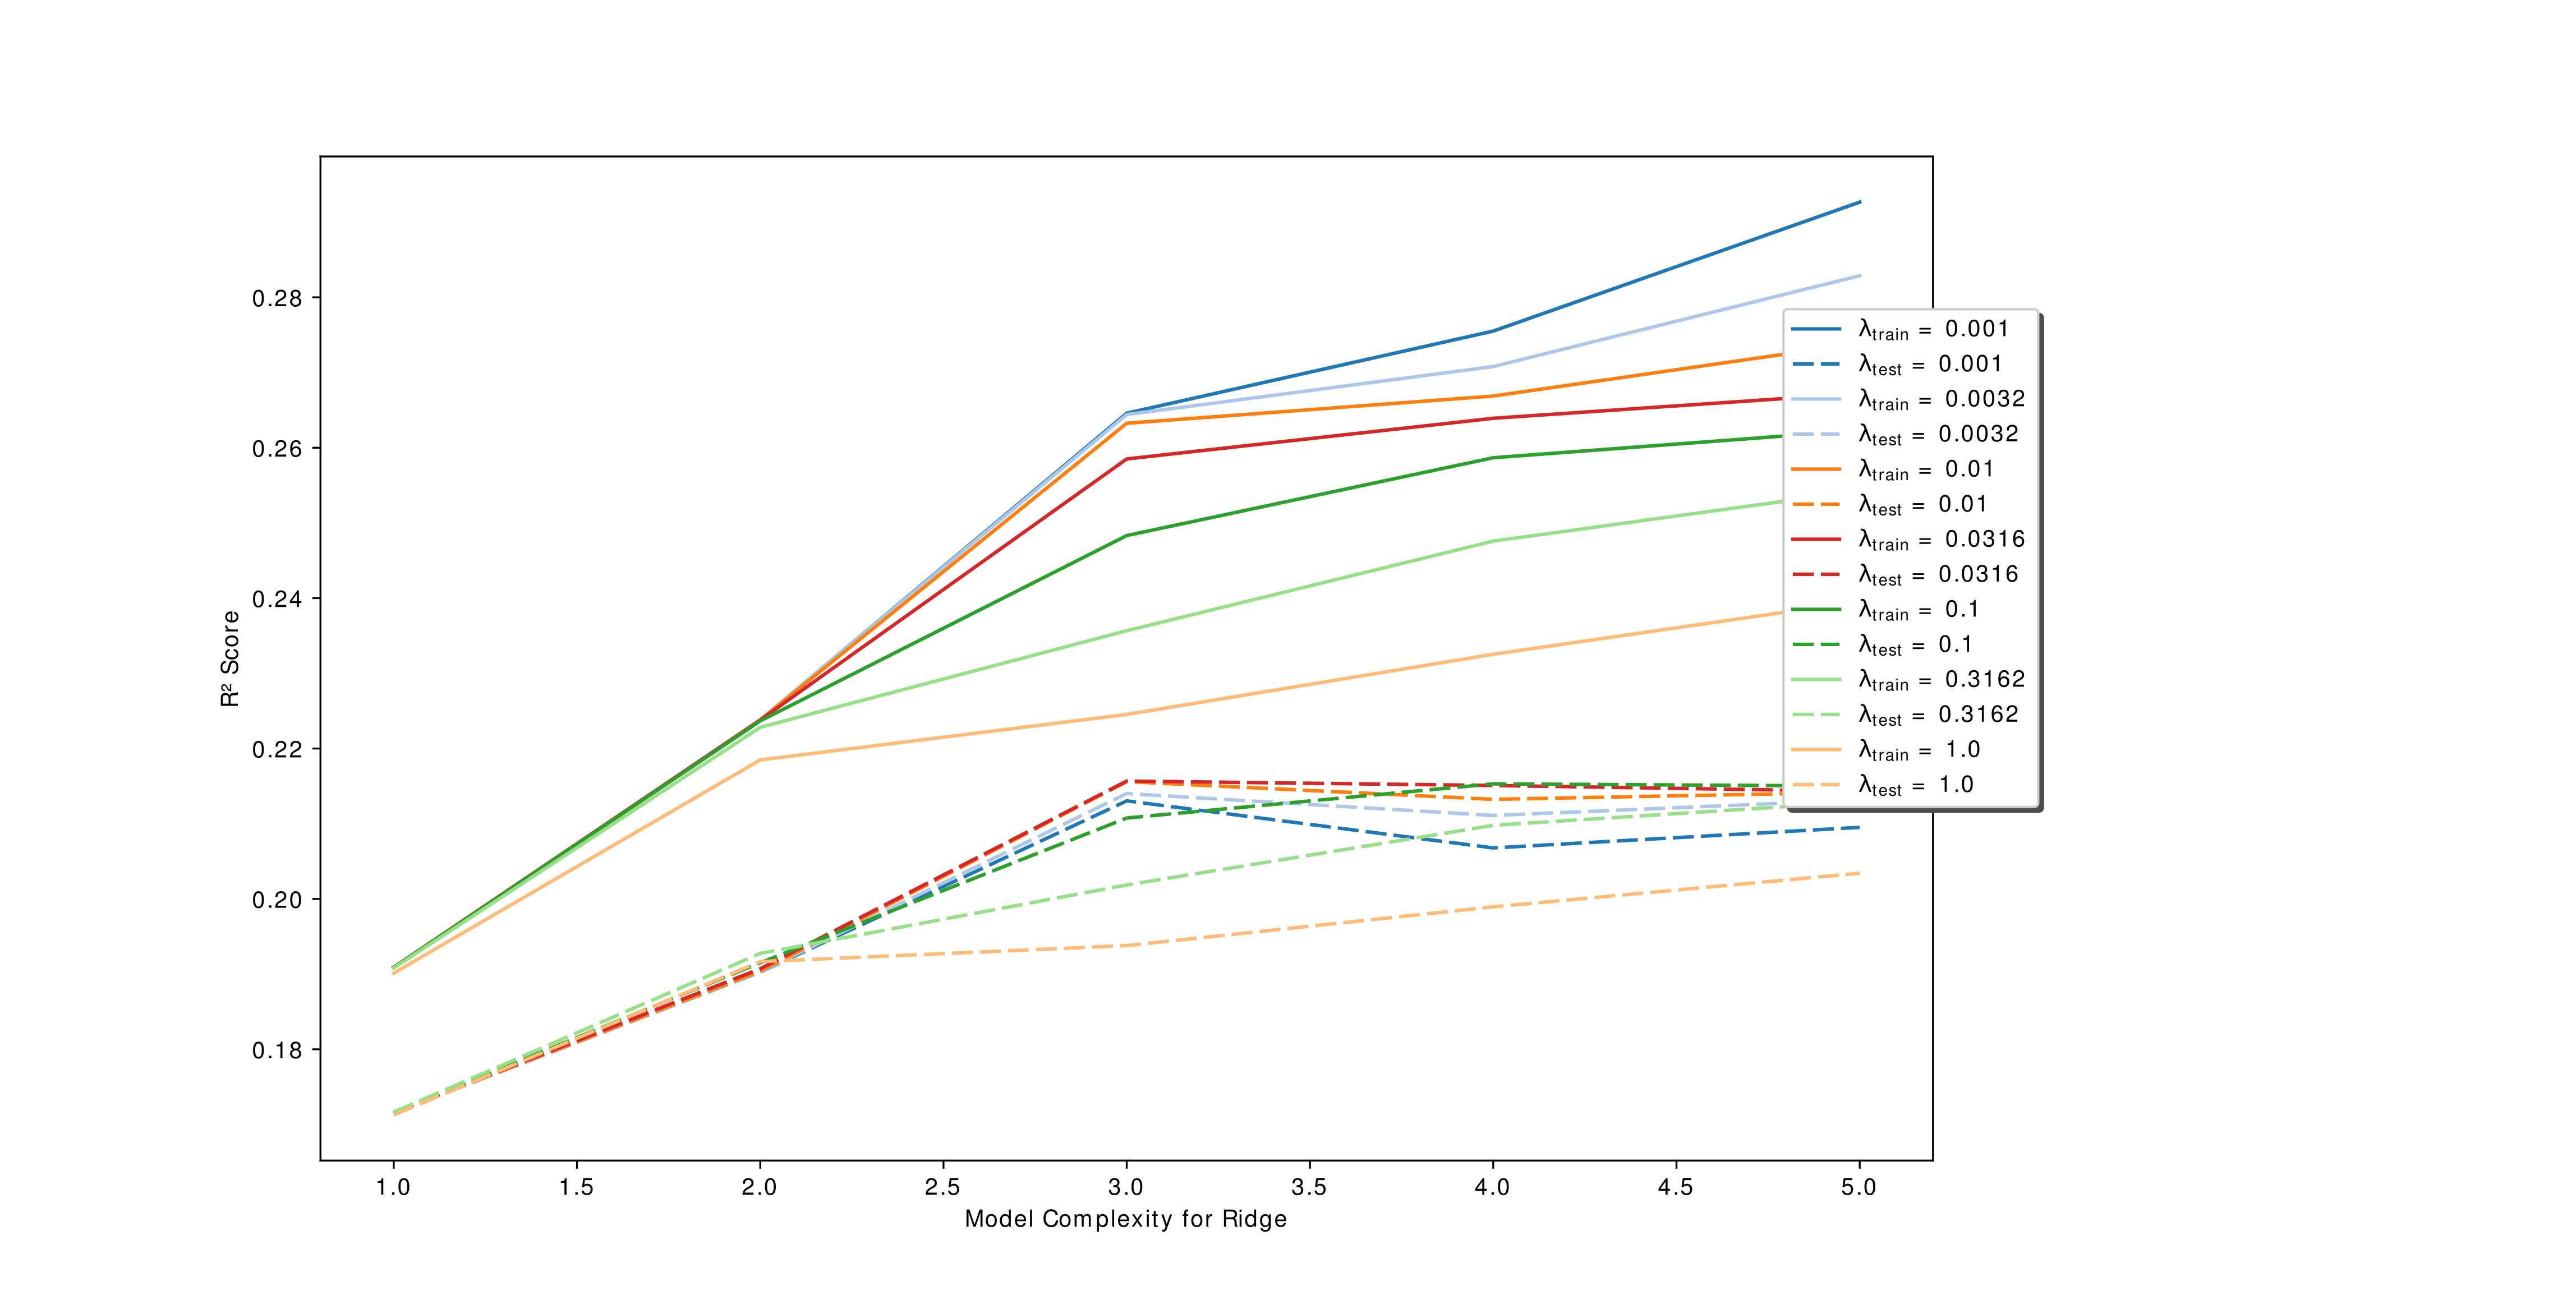 0.28
0.26
0.24
0.22
0.20
0.18
R² Score
1.0 1.5 2.0 2.5 3.0 3.5 4.0 4.5 5.0
Model Complexity for Ridge
λtrain = 0.001
λtest = 0.001
λtrain = 0.0032
λtest = 0.0032
λtrain = 0.01
λtest = 0.01
λtrain = 0.0316
λtest = 0.0316
λtrain = 0.1
λtest = 0.1
λtrain = 0.3162
λtest = 0.3162
λtrain = 1.0
λtest = 1.0